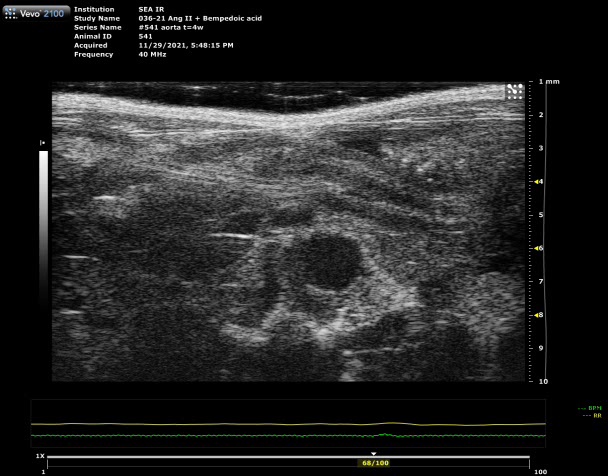 Vevo 2100
Institution SEA IR
Study Name 036-21 Ang II + Bempedoic acid
Series Name #541 aorta t=4w
Animal ID 541
Acquired 11/29/2021, 5:48:15 PM
Frequency 40 MHz
1 mm
2
3
4
5
6
7
8
9
10
BPM
RR
1X
68/100
1
100